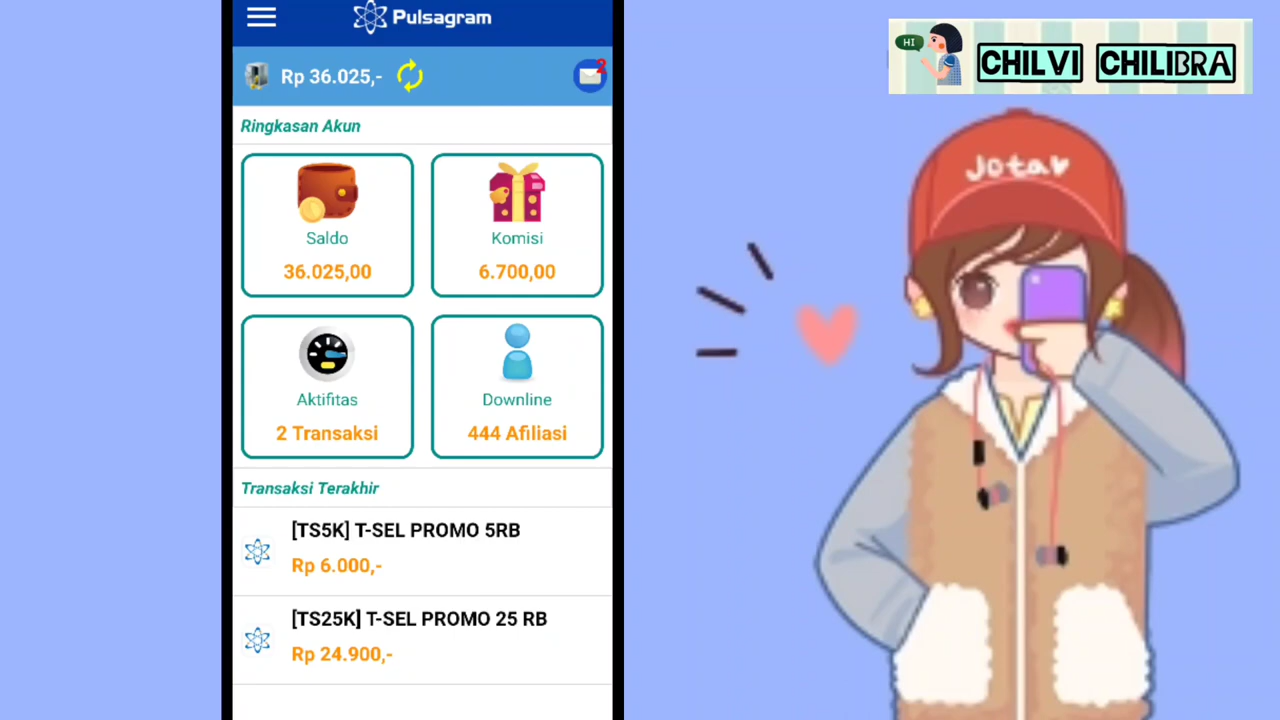 Pulsagram
Rp 36.025,-
2
Ringkasan Akun
Saldo
36.025,00
Komisi
6.700,00
Aktifitas
2 Transaksi
Downline
444 Afiliasi
Transaksi Terakhir
[TS5K] T-SEL PROMO 5RB
Rp 6.000,-
[TS25K] T-SEL PROMO 25 RB
Rp 24.900,-
HI
CHILVI CHILIBRA
Jota